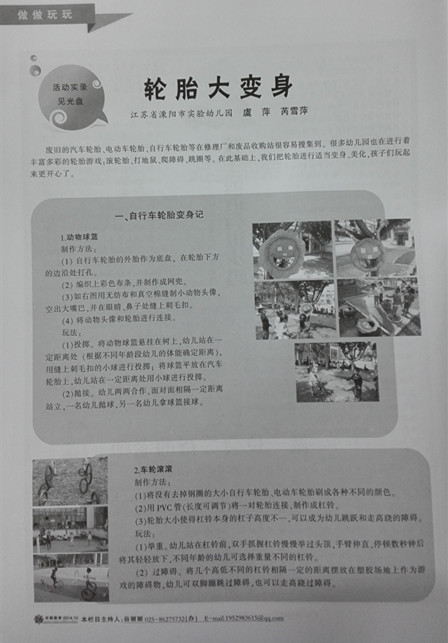 做做玩玩
活动实录
见光盘
轮胎大变身
江苏省溧阳市实验幼儿园 虞 萍 芮雪萍
废旧的汽车轮胎、电动车轮胎、自行车轮胎等在修理厂和废品收购站很容易搜集到。很多幼儿园也在进行着
丰富多彩的轮胎游戏:滚轮胎、打地鼠、爬障碍、跳圈等。在此基础上,我们把轮胎进行适当变身、美化,孩子们玩起
来更开心了。
一、自行车轮胎变身记
1.动物球篮
制作方法:
(1) 自行车轮胎的外胎作为底盘,在轮胎下方
的边沿处打孔。
(2) 编织上彩色布条,并制作成网兜。
(3)如右图用无纺布和真空棉缝制小动物头像,
空出大嘴巴,并在眼睛、鼻子处缝上刺毛扣。
(4) 将动物头像和轮胎进行连接。
玩法:
(1)投掷。将动物球篮悬挂在树上,幼儿站在一
定距离处(根据不同年龄段幼儿的体能确定距离),
用缝上刺毛扣的小球进行投掷;将球篮平放在汽车
轮胎上,幼儿站在一定距离处用小球进行投掷。
(2)抛接。幼儿两两合作,面对面相隔一定距离
站立,一名幼儿抛球,另一名幼儿拿球篮接球。
2.车轮滚滚
制作方法:
(1)将没有去掉钢圈的大小自行车轮胎、电动车轮胎刷成各种不同的颜色。
(2)用PVC管(长度可调节)将一对轮胎连接,制作成杠铃。
(3)轮胎大小使得杠铃本身的杠子高度不一,可以成为幼儿跳跃和走高跷的障碍。
玩法:
(1)举重。幼儿站在杠铃前,双手抓握杠铃慢慢举过头顶,手臂伸直,停顿数秒钟后
将其轻轻放下,不同年龄的幼儿可选择重量不同的杠铃。
(2) 过障碍。将几个高低不同的杠铃相隔一定的距离摆放在塑胶场地上作为游
戏的障碍物,幼儿可双脚蹦跳过障碍,也可以走高跷过障碍。
本栏目主持人:谷丽丽 (025-86275732[办] E-mail:1952983615@qq.com